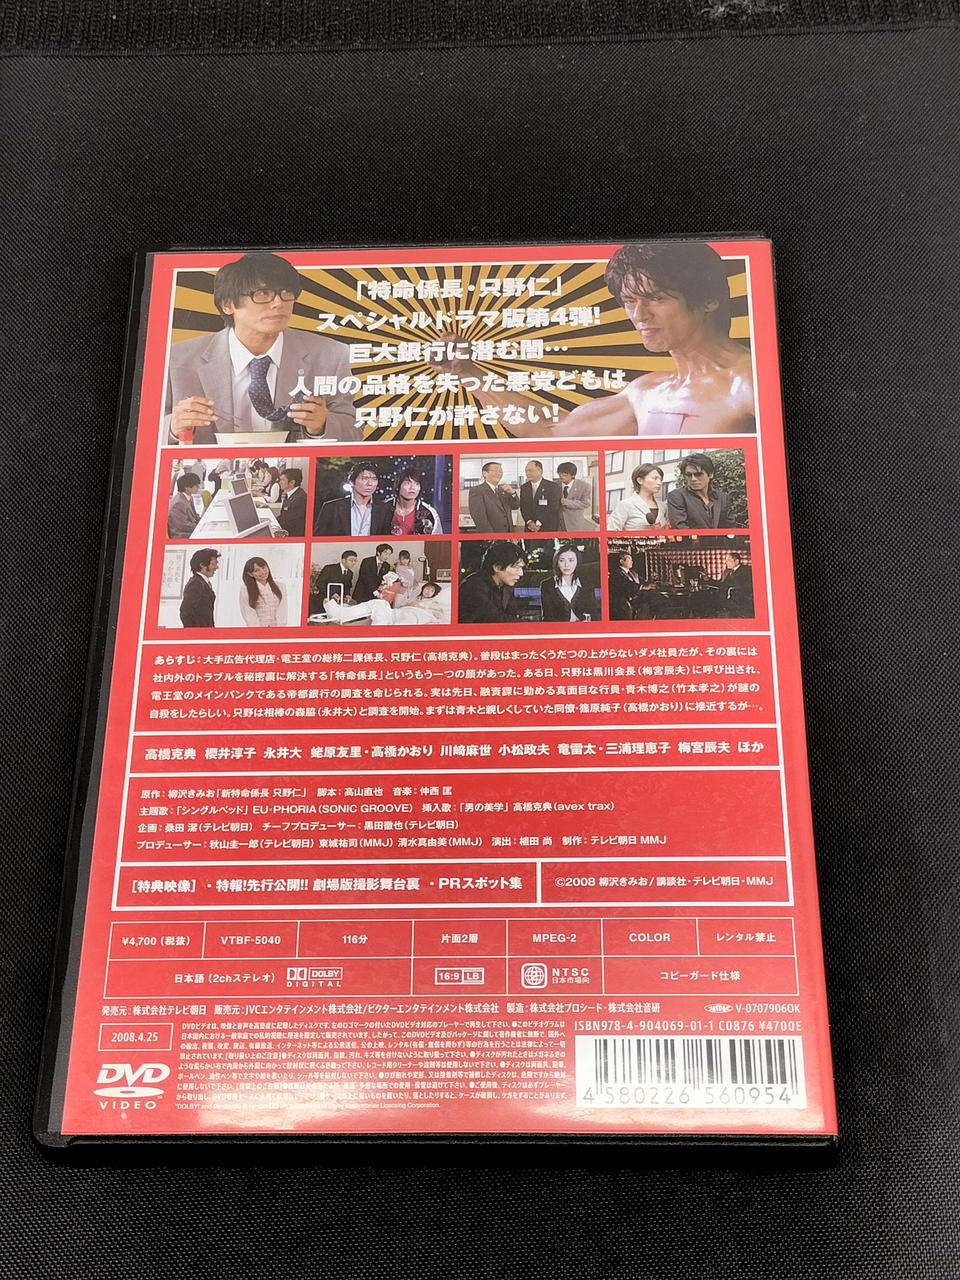 「特命係長・只野仁」
スペシャルドラマ版第4弾!
巨大銀行に潜む闇…
人間の品格を失った悪党どもは
只野仁が許さない!
あらすじ：大手広告代理店・電王堂の総務二課係長、只野仁(高橋克典)。普段はまったくうだつの上がらないダメ社員だが、その裏には
社内外のトラブルを秘密裏に解決する「特命係長」というもう一つの顔があった。ある日、只野は黒川会長(梅宮辰夫)に呼び出され、
電王堂のメインバンクである帝都銀行の調査を命じられる。実は先日、融資課に勤める真面目な行員・青木博之(竹本孝之)が謎の
自殺をしたらしい。只野は相棒の森脇(永井大)と調査を開始。まずは青木と親しくしていた同僚・篠原純子(高橋かおり)に接近するが…。
高橋克典 櫻井淳子 永井大 蛯原友里・高橋かおり 川﨑麻世 小松政夫 竜雷太・三浦理恵子 梅宮辰夫 ほか
原作：柳沢きみお「新特命係長 只野仁」 脚本：高山直也 音楽：仲西 匡
主題歌：「シングルベッド」EU・PHORIA(SONIC GROOVE) 挿入歌：「男の美学」高橋克典(avex trax)
企画：桑田 潔(テレビ朝日) チーフプロデューサー：黒田徹也(テレビ朝日)
プロデューサー：秋山圭一郎(テレビ朝日) 東城祐司(MMJ) 清水真由美(MMJ) 演出：植田 尚 制作：テレビ朝日 MMJ
[特典映像] ・特報!先行公開!! 劇場版撮影舞台裏 ・PRスポット集
©2008 柳沢きみお/講談社・テレビ朝日・MMJ
¥4,700(税抜) VTBF-5040 116分 片面2層 MPEG-2 COLOR レンタル禁止
日本語(2chステレオ) DOLBY DIGITAL 16:9 LB NTSC 日本市場向 コピーガード仕様
発売元：株式会社テレビ朝日 販売元：JVCエンタテインメント株式会社/ビクターエンタテインメント株式会社 製造：株式会社プロシード・株式会社音研
V-0707906OK
2008.4.25
ISBN978-4-904069-01-1 C0876 ¥4700E
DVD
VIDEO
4 580226 560954